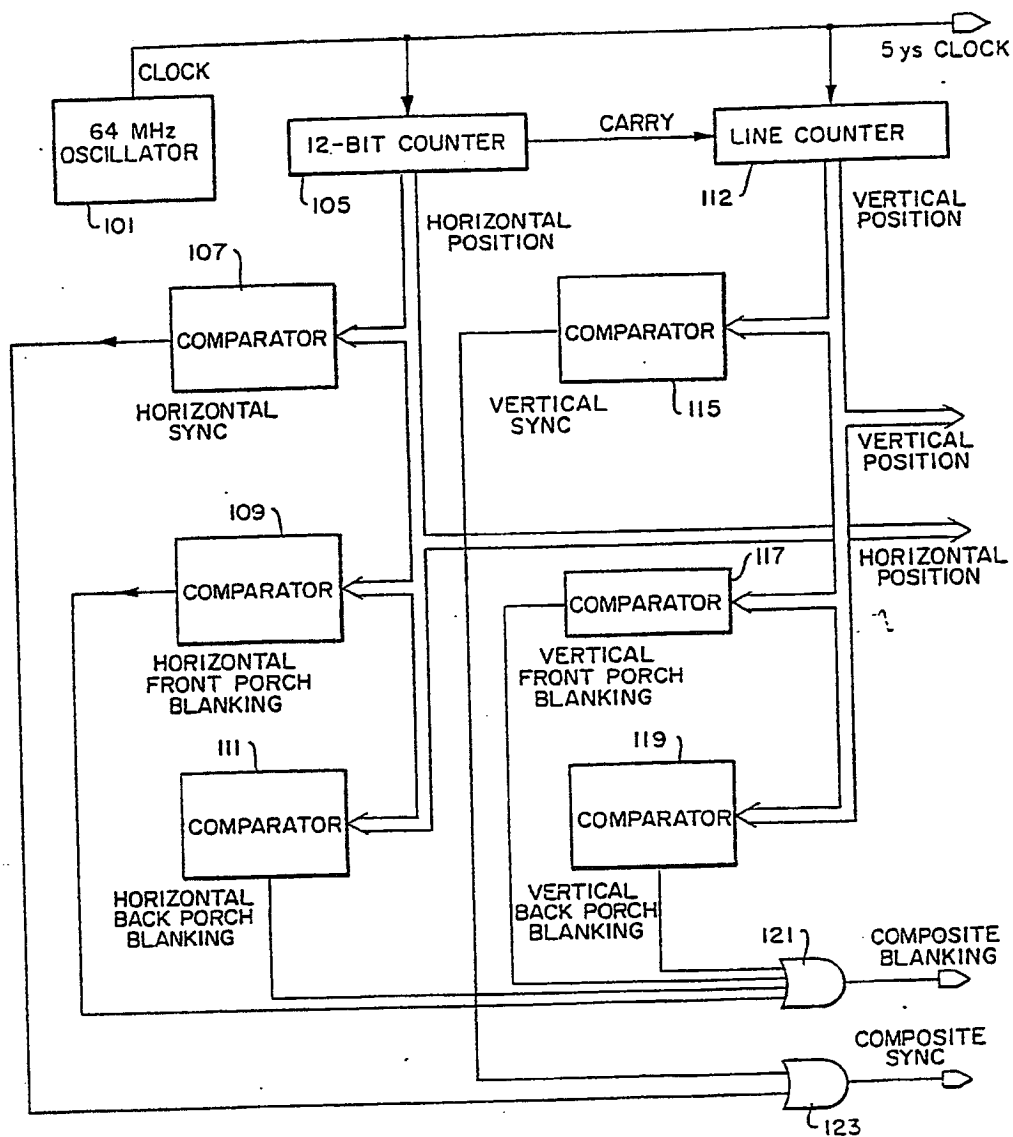 5 ys CLOCK
CLOCK
64 MHz
OSCILLATOR
101
12-BIT COUNTER
105
CARRY
LINE COUNTER
112
HORIZONTAL
POSITION
VERTICAL
POSITION
107
COMPARATOR
HORIZONTAL
SYNC
COMPARATOR
VERTICAL
SYNC
115
VERTICAL
POSITION
HORIZONTAL
POSITION
109
COMPARATOR
HORIZONTAL
FRONT PORCH
BLANKING
117
COMPARATOR
VERTICAL
FRONT PORCH
BLANKING
111
COMPARATOR
HORIZONTAL
BACK PORCH
BLANKING
119
COMPARATOR
VERTICAL
BACK PORCH
BLANKING
121
COMPOSITE
BLANKING
COMPOSITE
SYNC
123